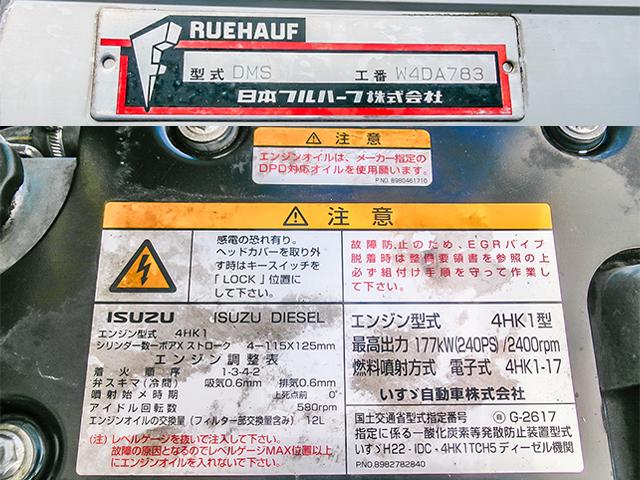 RUEHAUF
型式 DMS 工番 W4DA783
日本フルハーフ株式会社
注意
エンジンオイルは、メーカー指定の
DPD対応オイルを使用願います。
P.NO. 8980461710
注意
感電の恐れ有り。
ヘッドカバーを取り外
す時はキースイッチを
「LOCK」位置に
して下さい。
故障防止のため、EGRパイプ
脱着時は整備要領書を参照の上
必ず組付け手順を守って作業し
て下さい。
ISUZU ISUZU DIESEL
エンジン型式 4HK1
シリンダー数ーボアX ストローク 4-115X125mm
エンジン調整表
着火順序 1-3-4-2
弁スキマ(冷間) 吸気0.6mm 排気0.6mm
噴射始メ時期 上死点前 0°
アイドル回転数 580rpm
エンジンオイルの交換量(フィルター部交換量含み) 12L
(注)レベルゲージを抜いて注入して下さい。
故障の原因となるのでレベルゲージMAX位置以上
にエンジンオイルを入れないで下さい。
エンジン型式 4HK1型
最高出力 177kW(240PS)/2400rpm
燃料噴射方式 電子式 4HK1-17
いすゞ自動車株式会社
国土交通省型式指定番号 G-2617
指定に係る一酸化炭素等発散防止装置型式
いすゞH22-IDC-4HK1TCH5 ディーゼル機関
P.NO. 8982782840